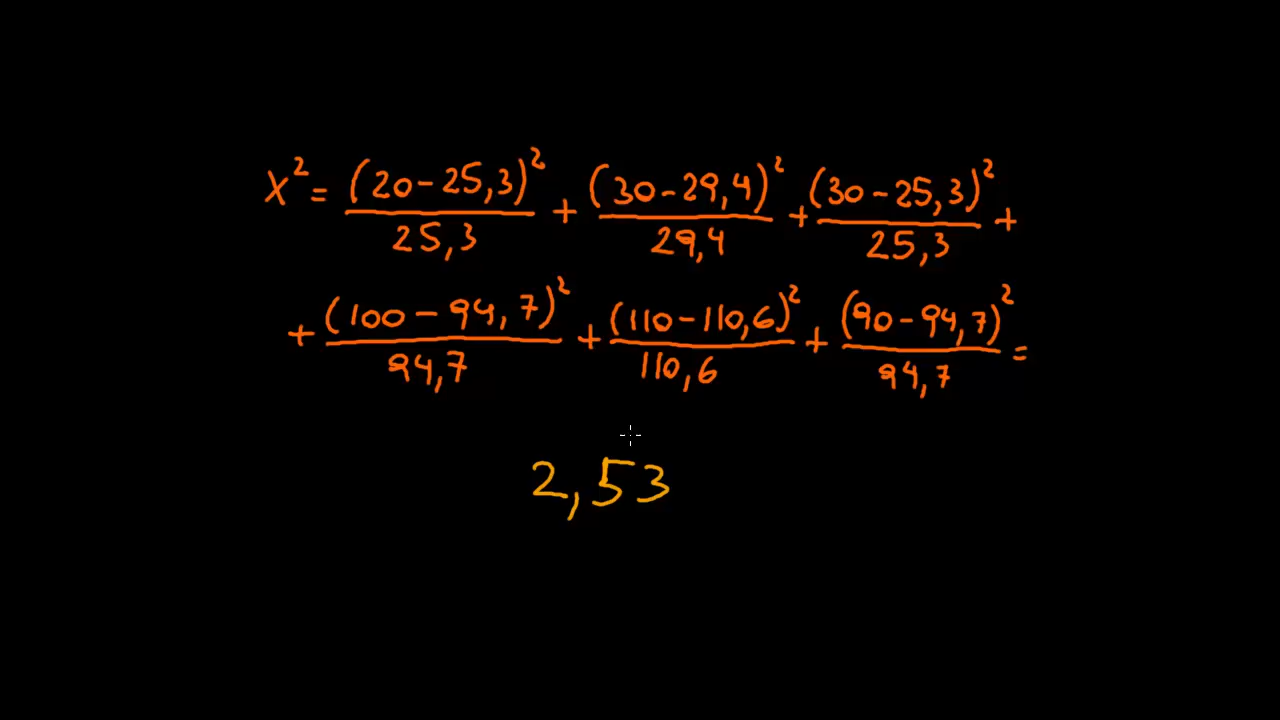 X² = (20 - 25,3)² / 25,3 + (30 - 29,4)² / 29,4 + (30 - 25,3)² / 25,3 +
+ (100 - 94,7)² / 94,7 + (110 - 110,6)² / 110,6 + (90 - 94,7)² / 94,7 =
2,53